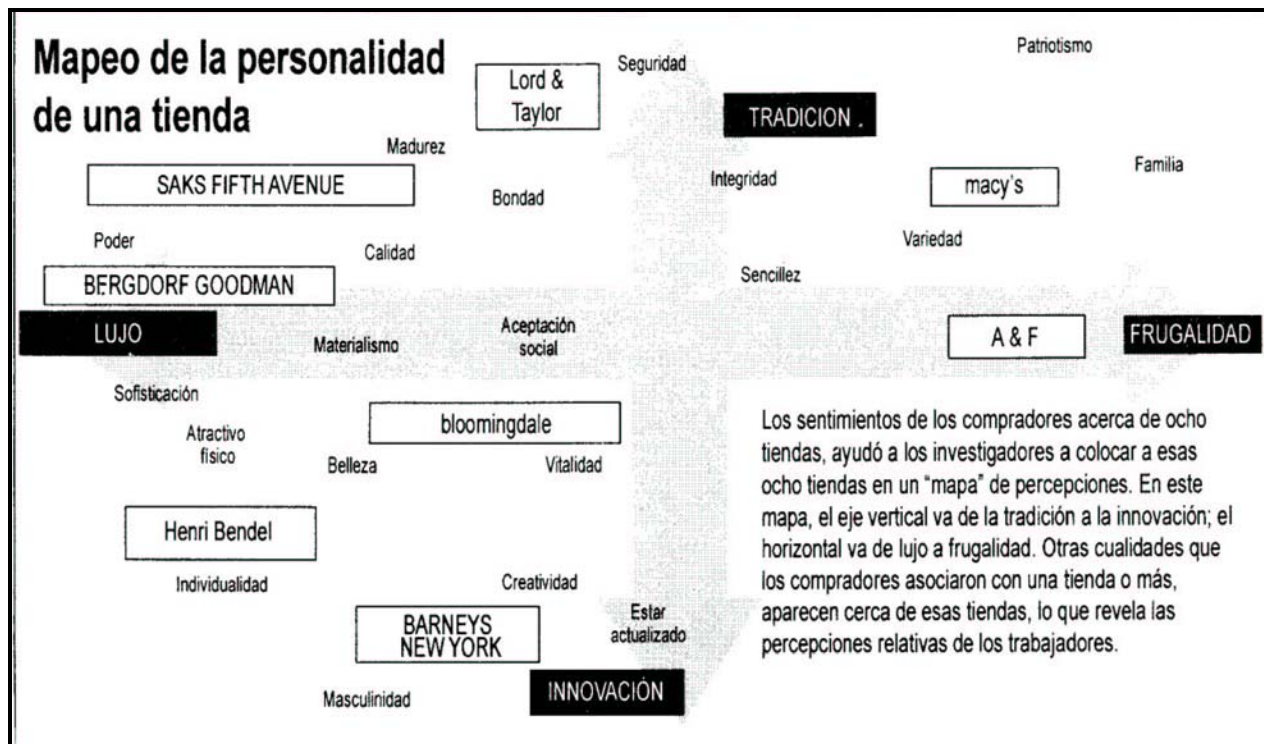 Mapeo de la personalidad
de una tienda
Lord &
Taylor
Seguridad
Patriotismo
TRADICION .
Madurez
SAKS FIFTH AVENUE
Bondad
Integridad
macy's
Familia
Variedad
Poder
Calidad
Sencillez
BERGDORF GOODMAN
LUJO
Materialismo
Aceptación
social
A & F
FRUGALIDAD
Sofisticación
Atractivo
físico
bloomingdale
Belleza
Vitalidad
Henri Bendel
Individualidad
Creatividad
BARNEYS
NEW YORK
Estar
actualizado
Masculinidad
INNOVACIÓN
Los sentimientos de los compradores acerca de ocho
tiendas, ayudó a los investigadores a colocar a esas
ocho tiendas en un “mapa” de percepciones. En este
mapa, el eje vertical va de la tradición a la innovación; el
horizontal va de lujo a frugalidad. Otras cualidades que
los compradores asociaron con una tienda o más,
aparecen cerca de esas tiendas, lo que revela las
percepciones relativas de los trabajadores.